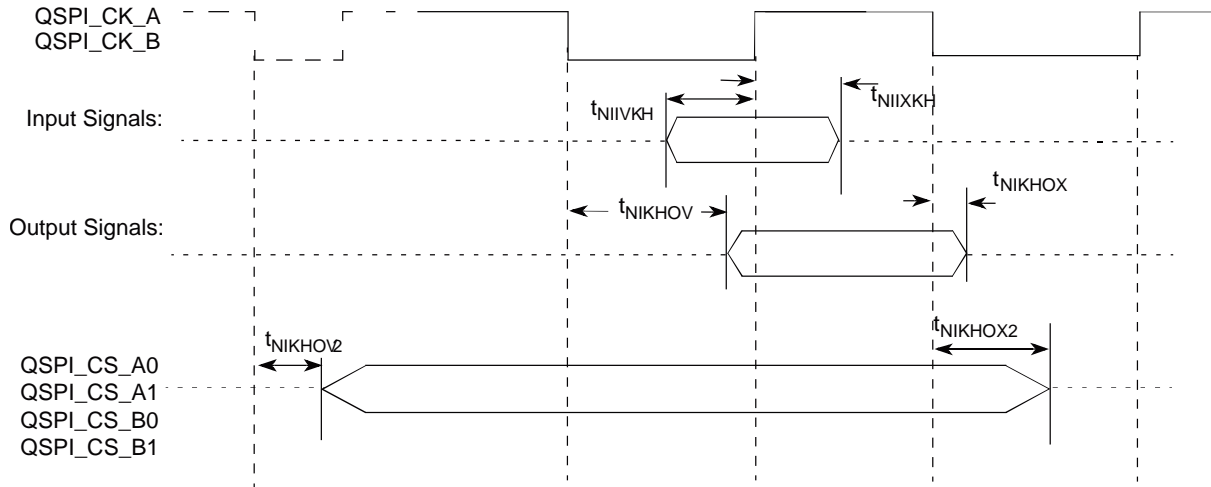 QSPI_CK_A
QSPI_CK_B
tNIIVKH
tNIIXKH
Input Signals:
tNIKHOX
tNIKHOV
Output Signals:
tNIKHOV2
tNIKHOX2
QSPI_CS_A0
QSPI_CS_A1
QSPI_CS_B0
QSPI_CS_B1